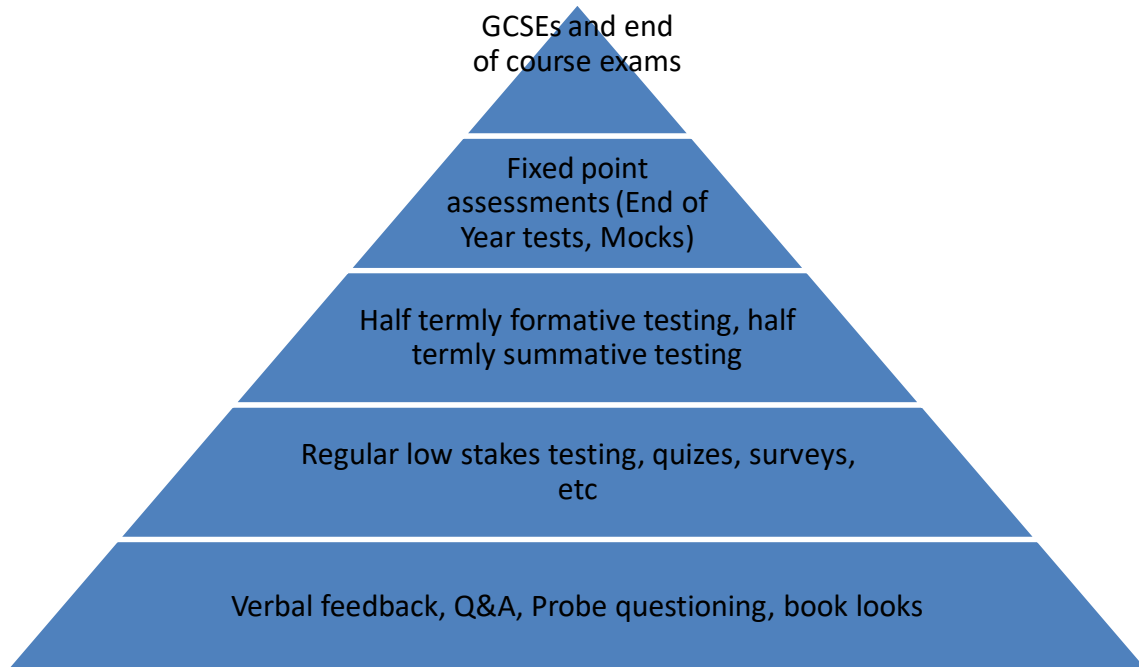 GCSEs and end
of course exams
Fixed point
assessments (End of
Year tests, Mocks)
Half termly formative testing, half
termly summative testing
Regular low stakes testing, quizes, surveys,
etc
Verbal feedback, Q&A, Probe questioning, book looks